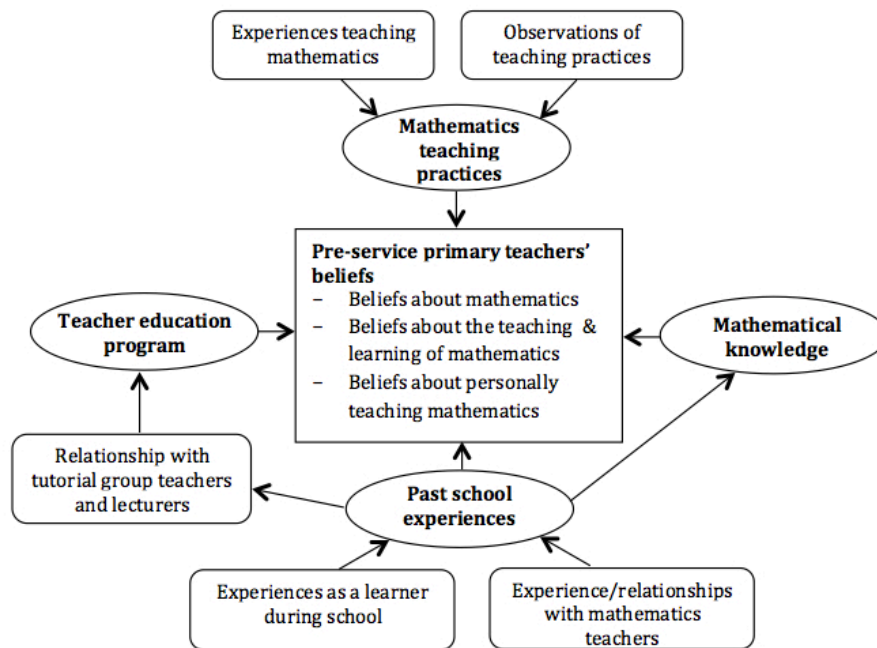 Experiences teaching
mathematics
Observations of
teaching practices
Mathematics
teaching
practices
Pre-service primary teachers’
beliefs
– Beliefs about mathematics
– Beliefs about the teaching &
learning of mathematics
– Beliefs about personally
teaching mathematics
Teacher education
program
Mathematical
knowledge
Relationship with
tutorial group teachers
and lecturers
Past school
experiences
Experiences as a learner
during school
Experience/relationships
with mathematics
teachers